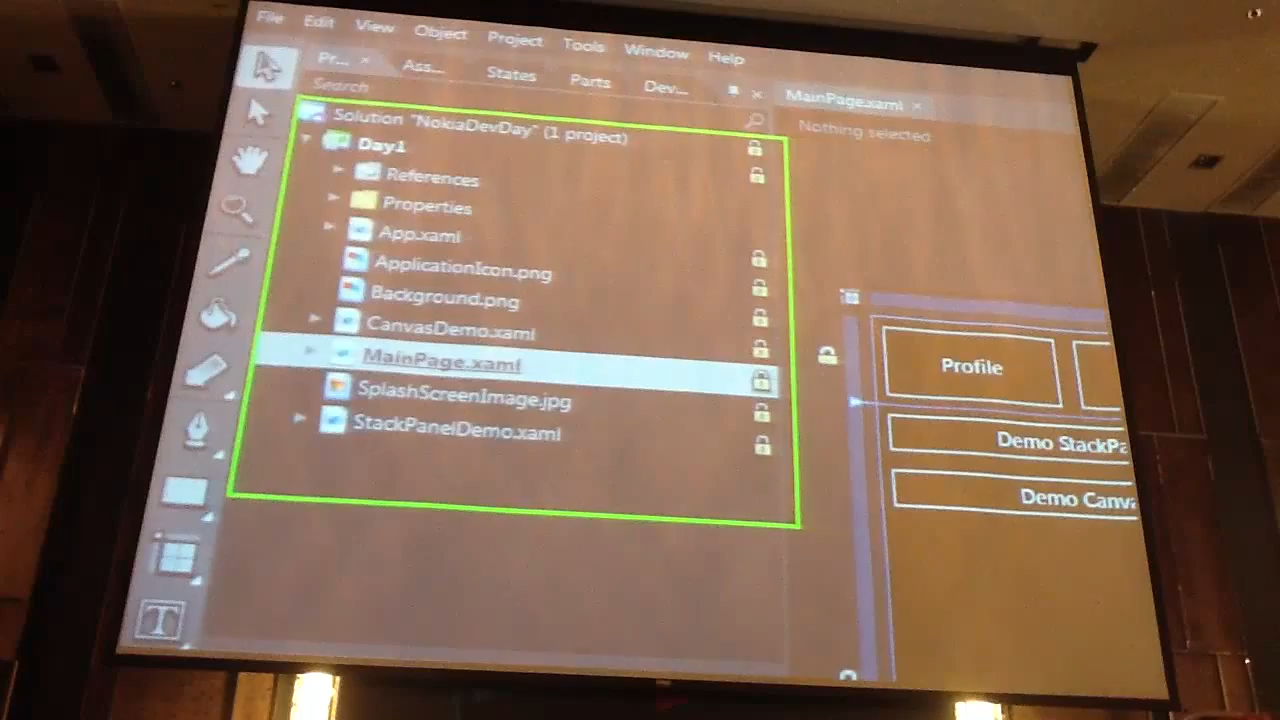 File Edit View Object Project Tools Window Help
Pr... × Ass... States Parts Dev... ×
MainPage.xaml ×
Search
Nothing selected
Solution "NokiaDevDay" (1 project)
Day1
References
Properties
App.xaml
ApplicationIcon.png
Background.png
CanvasDemo.xaml
MainPage.xaml
SplashScreenImage.jpg
StackPanelDemo.xaml
Profile
Demo StackPa
Demo Canva
T